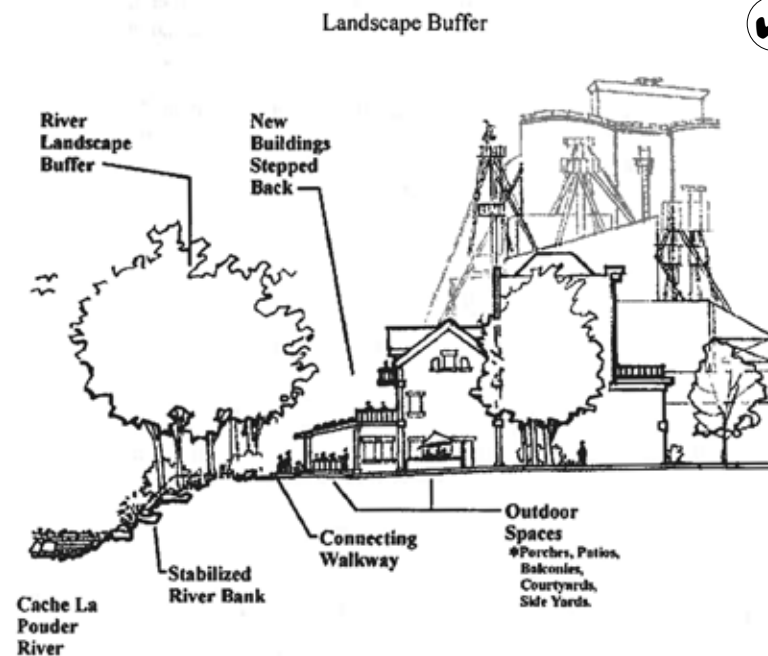 Landscape Buffer
River
Landscape
Buffer
New
Buildings
Stepped
Back
Outdoor
Spaces
*Porches, Patios,
Balconies,
Courtyards,
Side Yards.
Connecting
Walkway
Stabilized
River Bank
Cache La
Pouder
River